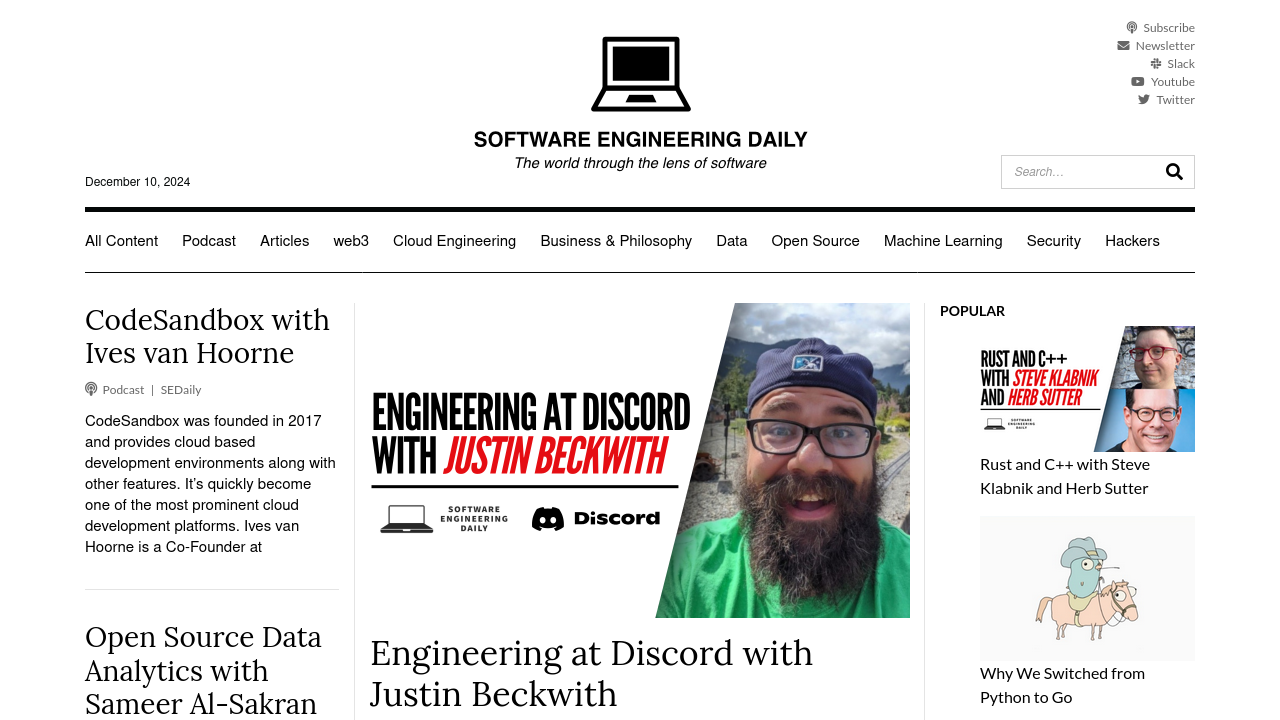 Subscribe
Newsletter
Slack
Youtube
Twitter
SOFTWARE ENGINEERING DAILY
The world through the lens of software
December 10, 2024
Search...
All Content Podcast Articles web3 Cloud Engineering Business & Philosophy Data Open Source Machine Learning Security Hackers
CodeSandbox with
Ives van Hoorne
Podcast | SEDaily
CodeSandbox was founded in 2017
and provides cloud based
development environments along with
other features. It's quickly become
one of the most prominent cloud
development platforms. Ives van
Hoorne is a Co-Founder at
Open Source Data
Analytics with
Sameer Al-Sakran
ENGINEERING AT DISCORD
WITH JUSTIN BECKWITH
SOFTWARE
ENGINEERING
DAILY
Discord
Engineering at Discord with
Justin Beckwith
POPULAR
RUST AND C++
WITH STEVE KLABNIK
AND HERB SUTTER
SOFTWARE
ENGINEERING
DAILY
Rust and C++ with Steve
Klabnik and Herb Sutter
Why We Switched from
Python to Go